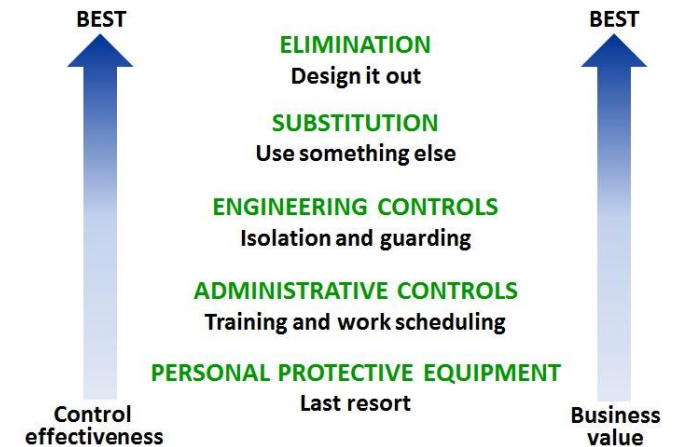 BEST
BEST
ELIMINATION
Design it out
SUBSTITUTION
Use something else
ENGINEERING CONTROLS
Isolation and guarding
ADMINISTRATIVE CONTROLS
Training and work scheduling
PERSONAL PROTECTIVE EQUIPMENT
Last resort
Control
effectiveness
Business
value